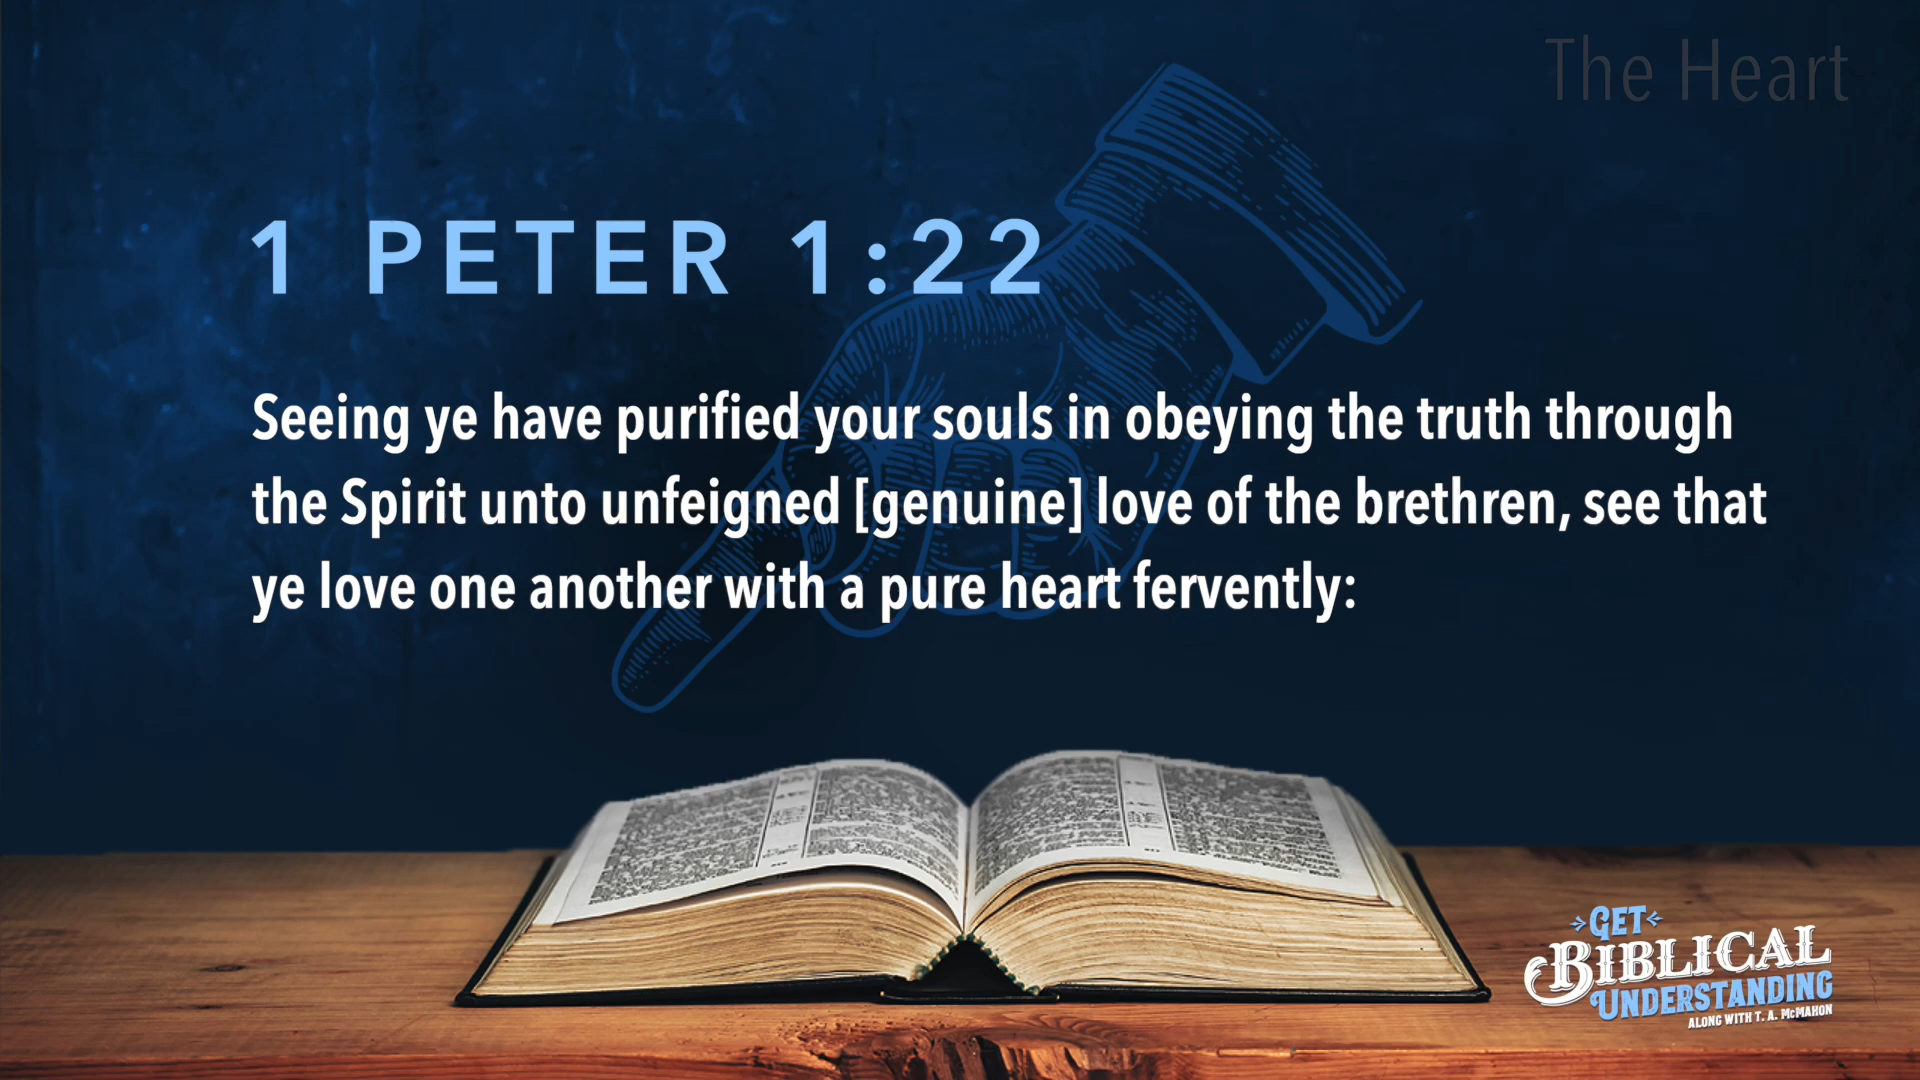 The Heart
1 PETER 1:22
Seeing ye have purified your souls in obeying the truth through
the Spirit unto unfeigned [genuine] love of the brethren, see that
ye love one another with a pure heart fervently:
GET
BIBLICAL
UNDERSTANDING
ALONG WITH T. A. McMAHON